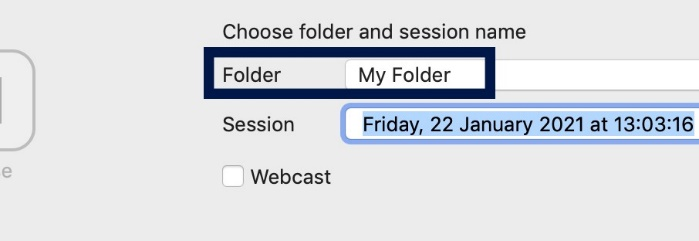 Choose folder and session name
Folder My Folder
Session Friday, 22 January 2021 at 13:03:16
e
Webcast